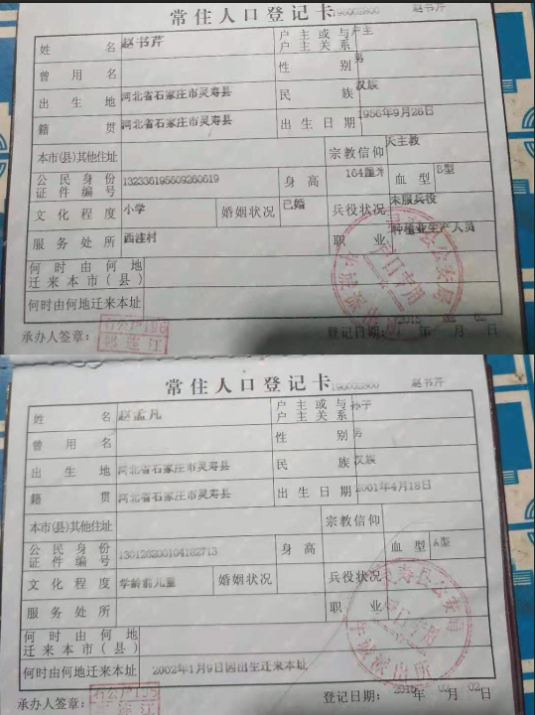 常住人口登记卡
赵书芹
姓名 赵书芹 户主或与户主关系 户主
曾用名 性别 男
出生地 河北省石家庄市灵寿县 民族 汉族
籍贯 河北省石家庄市灵寿县 出生日期 1956年9月26日
本市(县)其他住址 宗教信仰 天主教
公民身份证件编号 132336195609260619 身高 164厘米 血型 B型
文化程度 小学 婚姻状况 已婚 兵役状况 未服兵役
服务处所 西洼村 职业 种植业生产人员
何时由何地迁来本市(县)
何时由何地迁来本址
承办人签章: 登记日期: 年 月 02 日
常住人口登记卡
赵书芹
姓名 赵孟凡 户主或与户主关系 孙子
曾用名 性别 男
出生地 河北省石家庄市灵寿县 民族 汉族
籍贯 河北省石家庄市灵寿县 出生日期 2001年4月18日
本市(县)其他住址 宗教信仰
公民身份证件编号 130126200104182713 身高 血型 A型
文化程度 学龄前儿童 婚姻状况 兵役状况
服务处所 职业
何时由何地迁来本市(县)
何时由何地迁来本址 2002年1月9日因出生迁来本址
承办人签章: 登记日期: 年 02 月 02 日